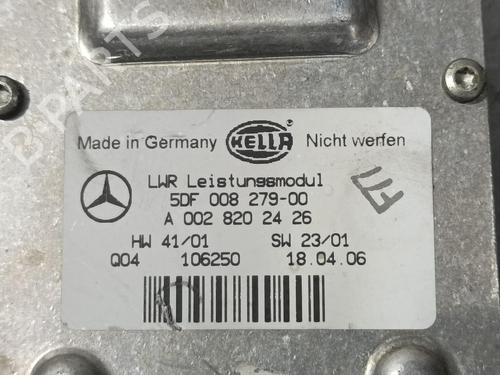 Made in Germany HELLA Nicht werfen
LWR Leistungsmodul
5DF 008 279-00
A 002 820 24 26
HW 41/01 SW 23/01
Q04 106250 18.04.06